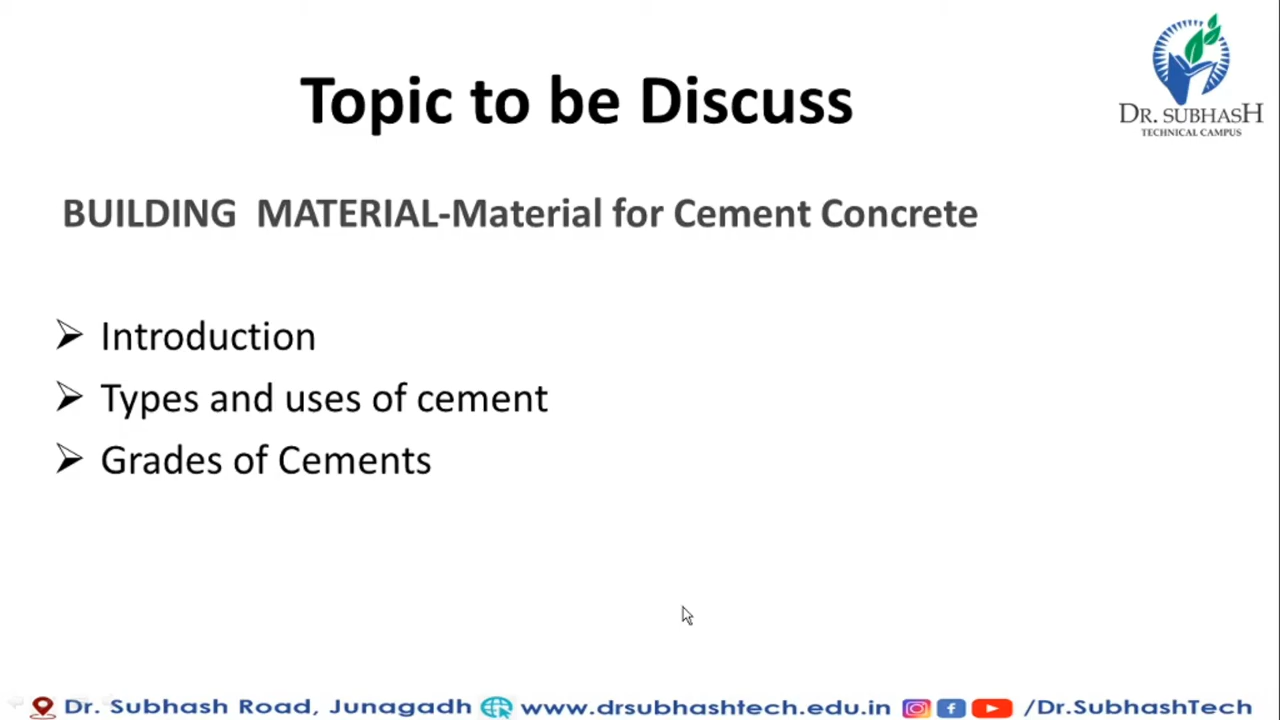 Topic to be Discuss
DR. SUBHASH
TECHNICAL CAMPUS
BUILDING MATERIAL-Material for Cement Concrete
Introduction
Types and uses of cement
Grades of Cements
Dr. Subhash Road, Junagadh www.drsubhashtech.edu.in /Dr.SubhashTech